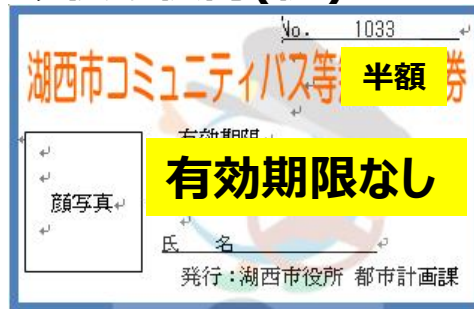 No. 1033
湖西市コミュニティバス等 半額 券
有効期限
有効期限なし
顔写真
氏 名
発行：湖西市役所 都市計画課